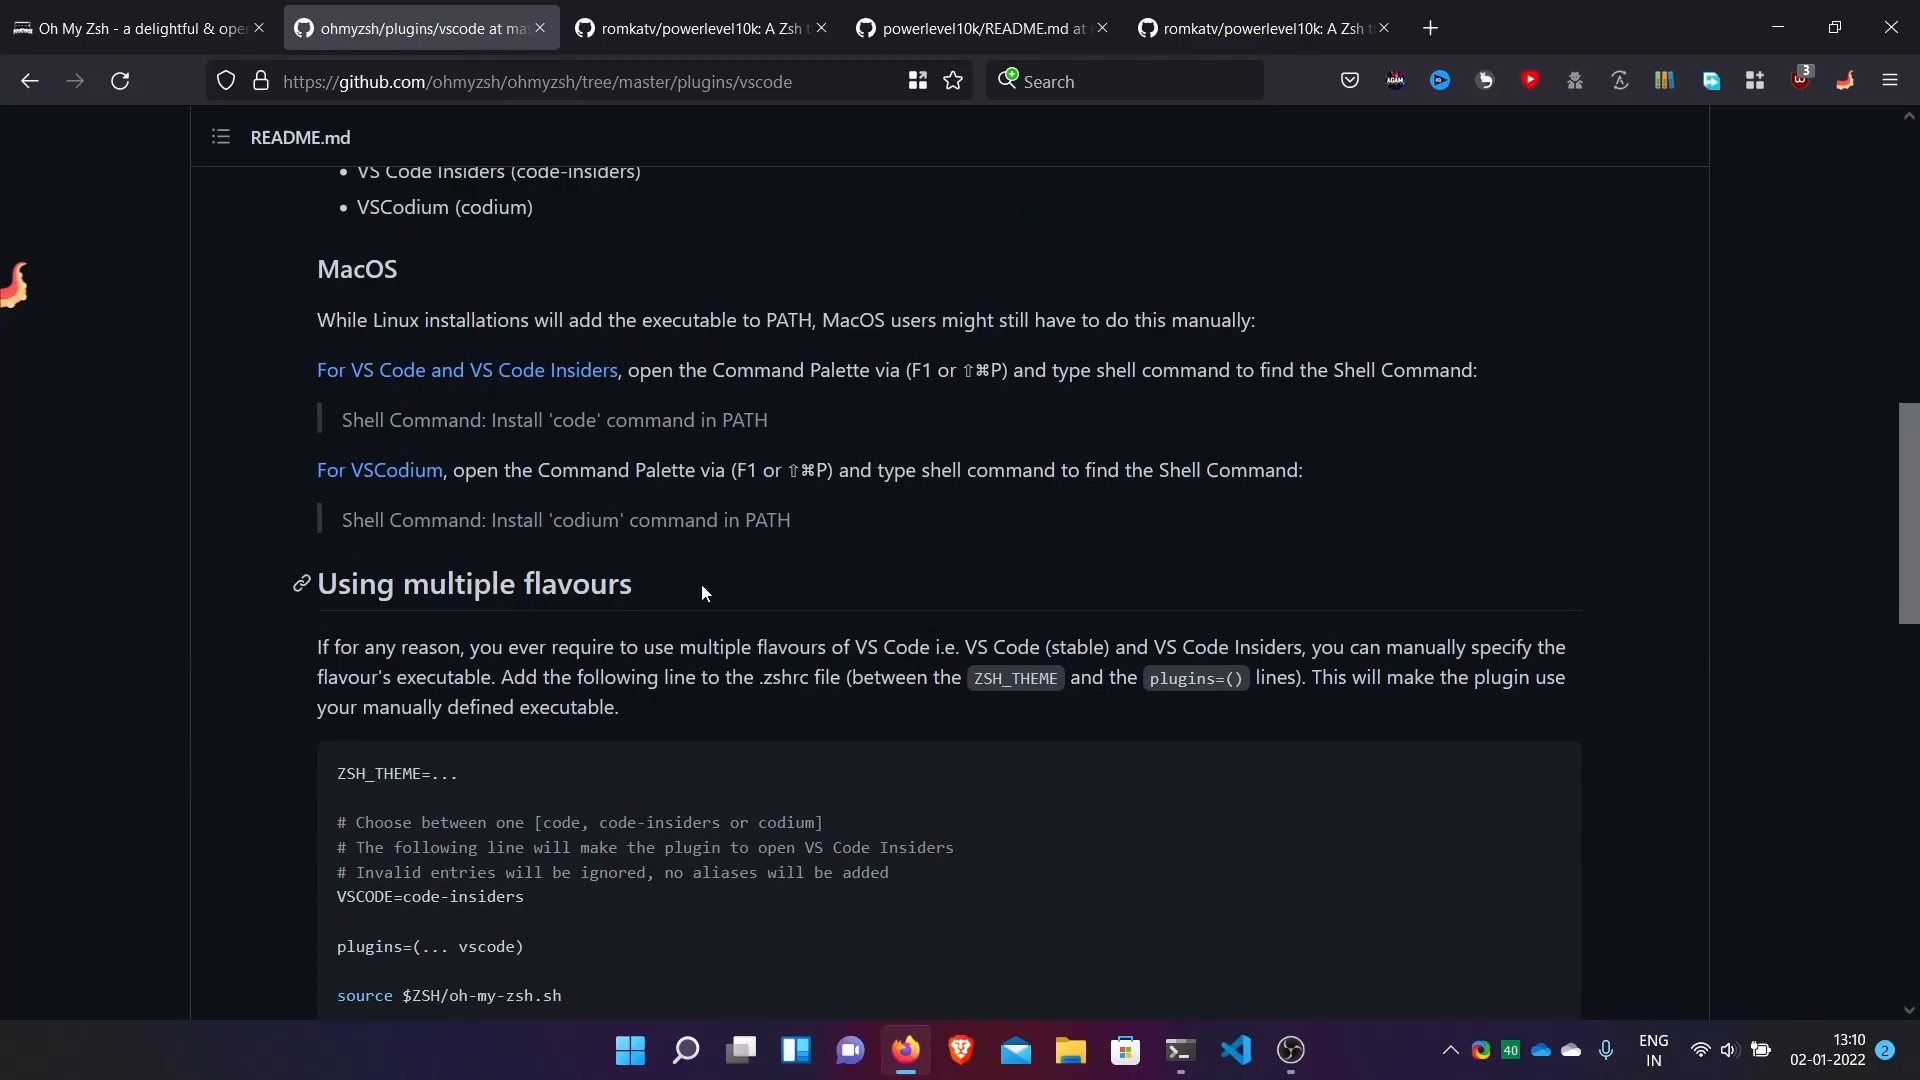 Oh My Zsh - a delightful & oper
ohmyzsh/plugins/vscode at mas
romkatv/powerlevel10k: A Zsh t
powerlevel10k/README.md at
romkatv/powerlevel10k: A Zsh t
https://github.com/ohmyzsh/ohmyzsh/tree/master/plugins/vscode
Search
AGAM
3
README.md
VS Code Insiders (code-insiders)
VSCodium (codium)
MacOS
While Linux installations will add the executable to PATH, MacOS users might still have to do this manually:
For VS Code and VS Code Insiders, open the Command Palette via (F1 or ⇧⌘P) and type shell command to find the Shell Command:
Shell Command: Install 'code' command in PATH
For VSCodium, open the Command Palette via (F1 or ⇧⌘P) and type shell command to find the Shell Command:
Shell Command: Install 'codium' command in PATH
Using multiple flavours
If for any reason, you ever require to use multiple flavours of VS Code i.e. VS Code (stable) and VS Code Insiders, you can manually specify the
flavour's executable. Add the following line to the .zshrc file (between the ZSH_THEME and the plugins=() lines). This will make the plugin use
your manually defined executable.
ZSH_THEME=...
# Choose between one [code, code-insiders or codium]
# The following line will make the plugin to open VS Code Insiders
# Invalid entries will be ignored, no aliases will be added
VSCODE=code-insiders
plugins=(... vscode)
source $ZSH/oh-my-zsh.sh
40
ENG
IN
13:10
02-01-2022
2